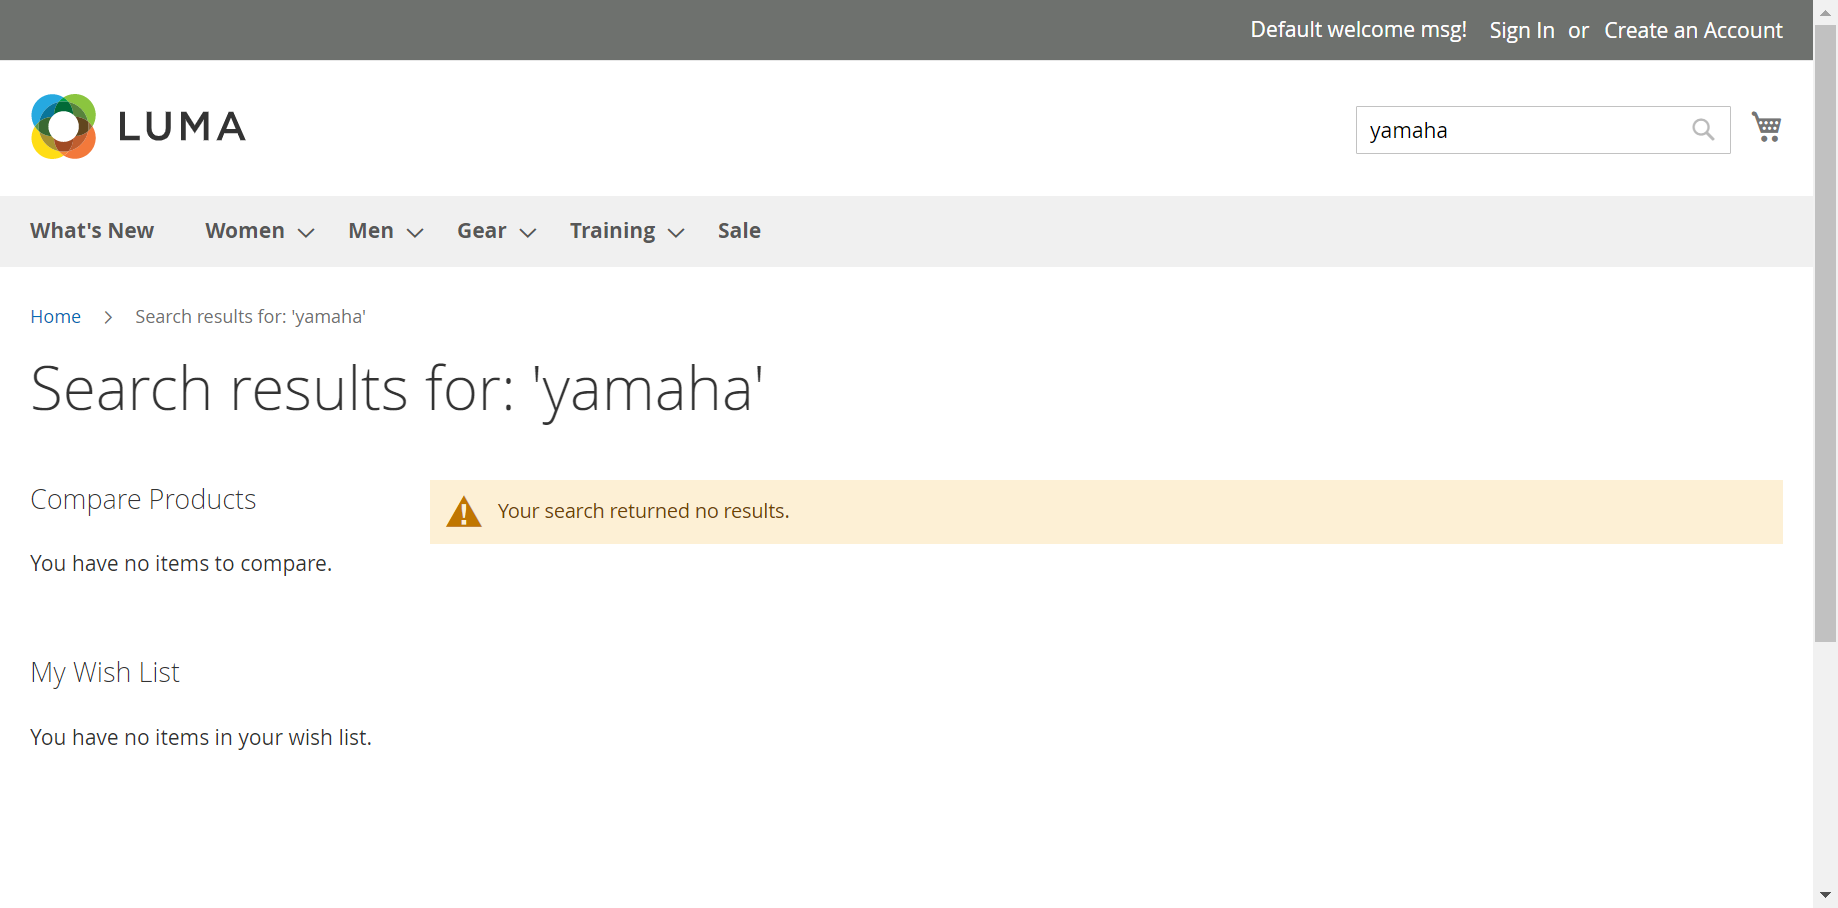 Default welcome msg! Sign In or Create an Account
LUMA
yamaha
What's New Women Men Gear Training Sale
Home Search results for: 'yamaha'
Search results for: 'yamaha'
Compare Products
Your search returned no results.
You have no items to compare.
My Wish List
You have no items in your wish list.